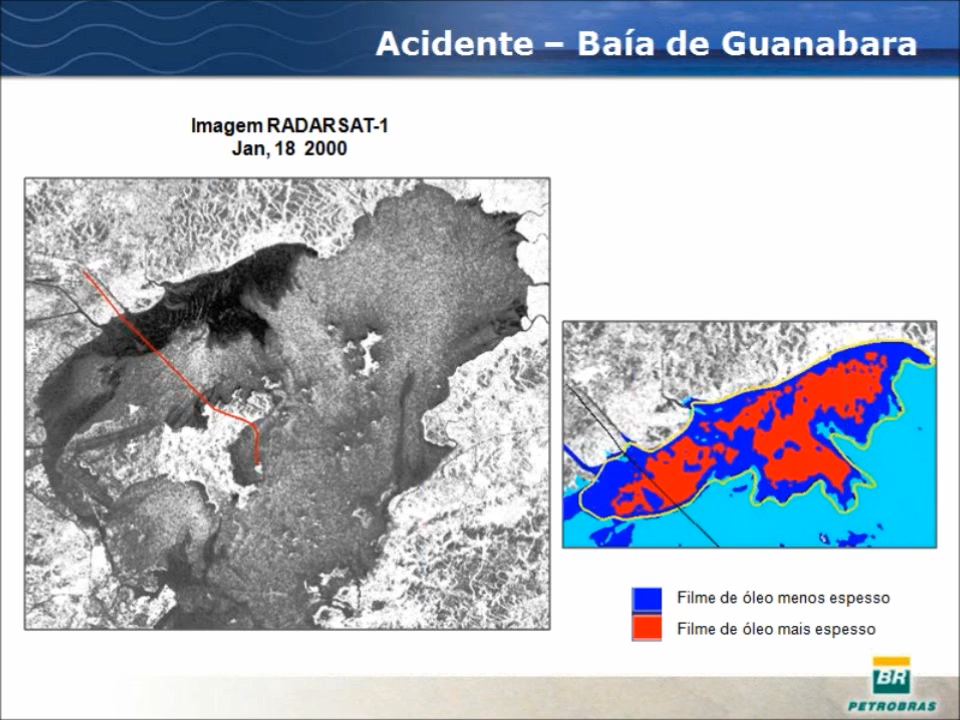 Acidente – Baía de Guanabara
Imagem RADARSAT-1
Jan, 18 2000
Filme de óleo menos espesso
Filme de óleo mais espesso
BR
PETROBRAS